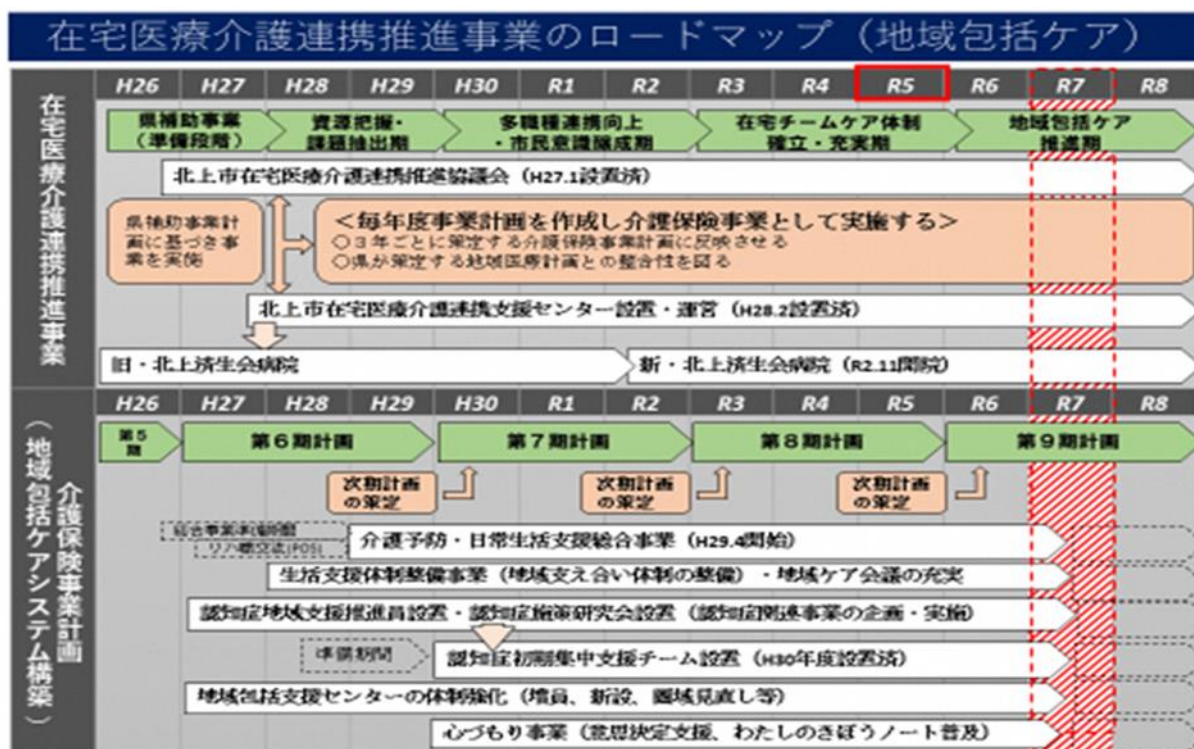 在宅医療介護連携推進事業のロードマップ（地域包括ケア）
在宅医療介護連携推進事業
H26 H27 H28 H29 H30 R1 R2 R3 R4 R5 R6 R7 R8
県補助事業
（準備段階）
資源把握・
課題抽出期
多職種連携向上
・市民意識醸成期
在宅チームケア体制
確立・充実期
地域包括ケア
推進期
北上市在宅医療介護連携推進協議会（H27.1設置済）
県補助事業計
画に基づき事
業を実施
＜毎年度事業計画を作成し介護保険事業として実施する＞
○３年ごとに策定する介護保険事業計画に反映させる
○県が策定する地域医療計画との整合性を図る
北上市在宅医療介護連携支援センター設置・運営（H28.2設置済）
旧・北上済生会病院
新・北上済生会病院（R2.11開院）
介護保険事業計画
（地域包括ケアシステム構築）
H26 H27 H28 H29 H30 R1 R2 R3 R4 R5 R6 R7 R8
第５
期
第６期計画
第７期計画
第８期計画
第９期計画
次期計画
の策定
次期計画
の策定
次期計画
の策定
総合事業準備期間
リハ職交流(POS)
介護予防・日常生活支援総合事業（H29.4開始）
生活支援体制整備事業（地域支え合い体制の整備）・地域ケア会議の充実
認知症地域支援推進員設置・認知症施策研究会設置（認知症関連事業の企画・実施）
準備期間
認知症初期集中支援チーム設置（H30年度設置済）
地域包括支援センターの体制強化（増員、新設、圏域見直し等）
心づもり事業（意思決定支援、わたしのきぼうノート普及）